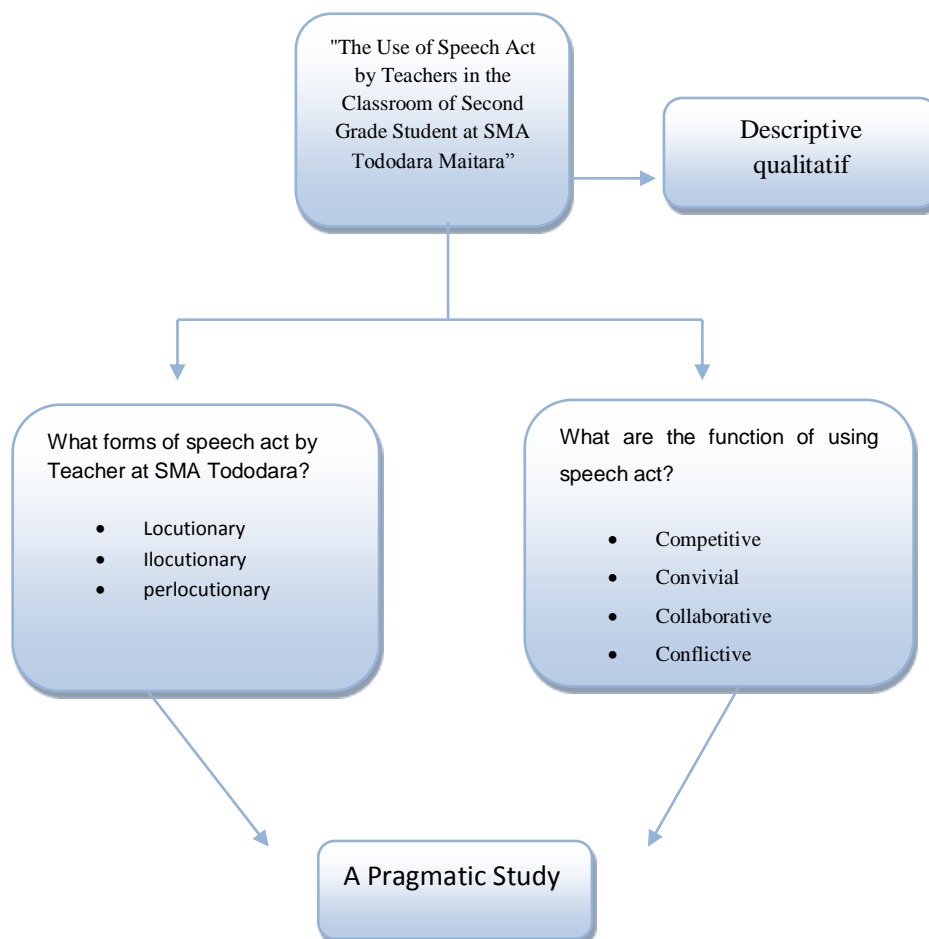 "The Use of Speech Act
by Teachers in the
Classroom of Second
Grade Student at SMA
Tododara Maitara”
Descriptive
qualitatif
What forms of speech act by
Teacher at SMA Tododara?
• Locutionary
• Ilocutionary
• perlocutionary
What are the function of using
speech act?
• Competitive
• Convivial
• Collaborative
• Conflictive
A Pragmatic Study